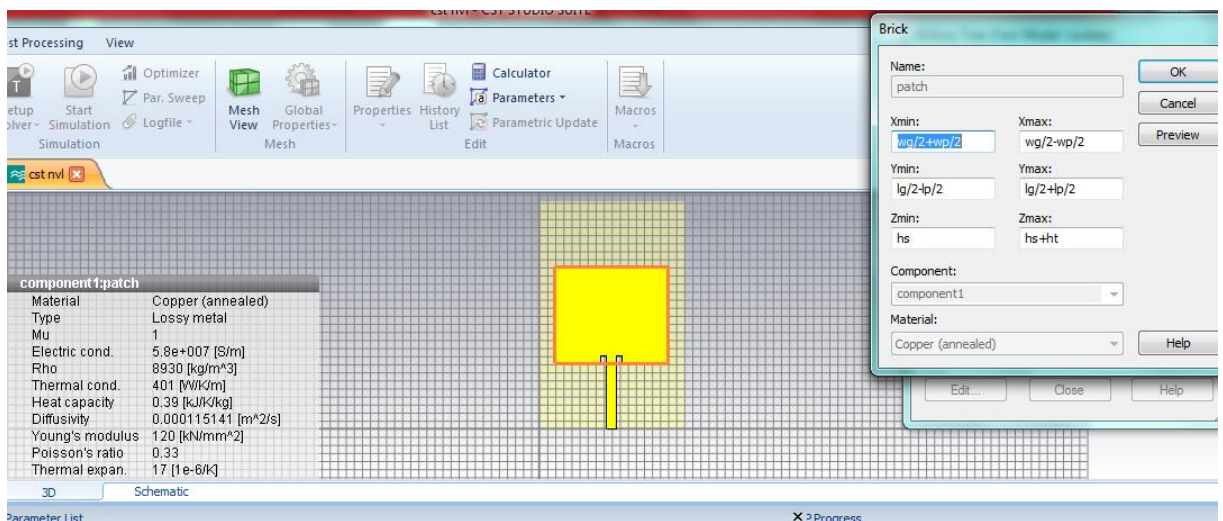 cst nvl - CST STUDIO SUITE
st Processing View
Optimizer
Par. Sweep
Logfile
Start
Simulation
Simulation
Mesh
View
Global
Properties
Mesh
Properties
History
List
Calculator
Parameters
Parametric Update
Edit
Macros
Macros
cst nvl
component1:patch
Material Copper (annealed)
Type Lossy metal
Mu 1
Electric cond. 5.8e+007 [S/m]
Rho 8930 [kg/m^3]
Thermal cond. 401 [W/K/m]
Heat capacity 0.39 [kJ/K/kg]
Diffusivity 0.000115141 [m^2/s]
Young's modulus 120 [kN/mm^2]
Poisson's ratio 0.33
Thermal expan. 17 [1e-6/K]
3D Schematic
Parameter List
Progress
Brick
Name:
patch
Xmin: Xmax:
wg/2+wp/2 wg/2-wp/2
Ymin: Ymax:
lg/2-lp/2 lg/2+lp/2
Zmin: Zmax:
hs hs+ht
Component:
component1
Material:
Copper (annealed)
OK
Cancel
Preview
Help
Edit... Close Help